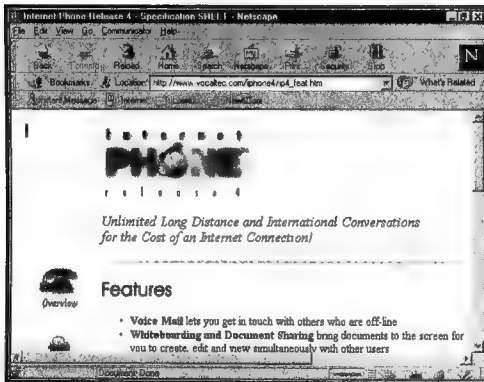 Internet Phone Release 4 - Specification SHEET - Netscape
File Edit View Go Communicator Help
Back Forward Reload Home Search Netscape Print Security Stop
Bookmarks Location: http://www.vocaltec.com/iphone4/ip4_feat.htm What's Related
Internet
internet
PHONE
release 4
Unlimited Long Distance and International Conversations
for the Cost of an Internet Connection!
Overview
Features
• Voice Mail lets you get in touch with others who are off-line
• Whiteboarding and Document Sharing bring documents to the screen for
you to create, edit and view simultaneously with other users
Document Done